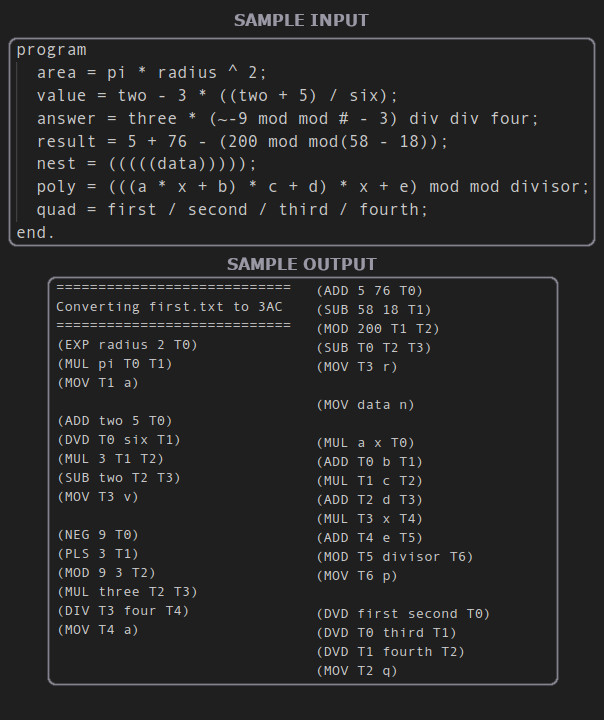 SAMPLE INPUT
program
area = pi * radius ^ 2;
value = two - 3 * ((two + 5) / six);
answer = three * (~-9 mod mod # - 3) div div four;
result = 5 + 76 - (200 mod mod(58 - 18));
nest = (((((data)))));
poly = (((a * x + b) * c + d) * x + e) mod mod divisor;
quad = first / second / third / fourth;
end.
SAMPLE OUTPUT
============================
Converting first.txt to 3AC
============================
(EXP radius 2 T0)
(MUL pi T0 T1)
(MOV T1 a)
(ADD two 5 T0)
(DVD T0 six T1)
(MUL 3 T1 T2)
(SUB two T2 T3)
(MOV T3 v)
(NEG 9 T0)
(PLS 3 T1)
(MOD 9 3 T2)
(MUL three T2 T3)
(DIV T3 four T4)
(MOV T4 a)
(ADD 5 76 T0)
(SUB 58 18 T1)
(MOD 200 T1 T2)
(SUB T0 T2 T3)
(MOV T3 r)
(MOV data n)
(MUL a x T0)
(ADD T0 b T1)
(MUL T1 c T2)
(ADD T2 d T3)
(MUL T3 x T4)
(ADD T4 e T5)
(MOD T5 divisor T6)
(MOV T6 p)
(DVD first second T0)
(DVD T0 third T1)
(DVD T1 fourth T2)
(MOV T2 q)